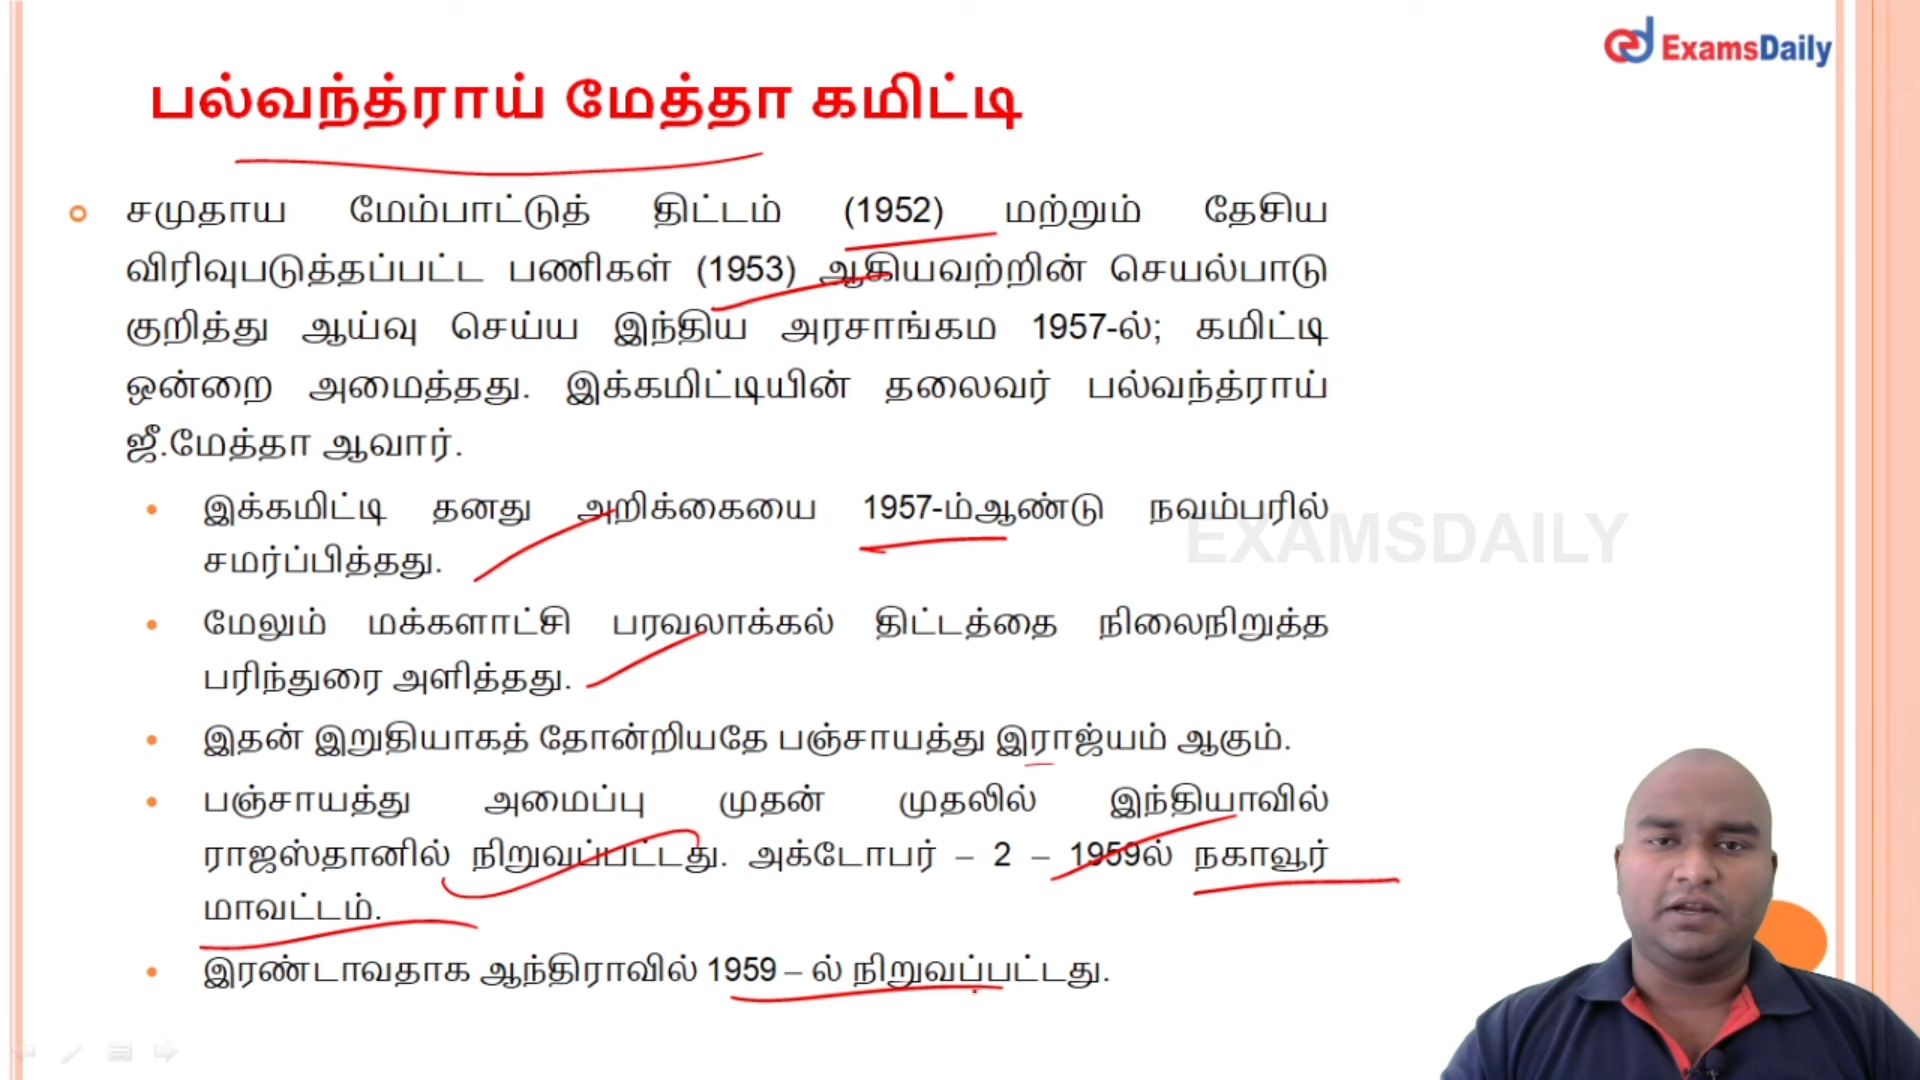 ExamsDaily
பல்வந்த்ராய் மேத்தா கமிட்டி
சமுதாய மேம்பாட்டுத் திட்டம் (1952) மற்றும் தேசிய
விரிவுபடுத்தப்பட்ட பணிகள் (1953) ஆகியவற்றின் செயல்பாடு
குறித்து ஆய்வு செய்ய இந்திய அரசாங்கம 1957-ல்; கமிட்டி
ஒன்றை அமைத்தது. இக்கமிட்டியின் தலைவர் பல்வந்த்ராய்
ஜீ.மேத்தா ஆவார்.
இக்கமிட்டி தனது அறிக்கையை 1957-ம்ஆண்டு நவம்பரில்
சமர்ப்பித்தது.
EXAMSDAILY
மேலும் மக்களாட்சி பரவலாக்கல் திட்டத்தை நிலைநிறுத்த
பரிந்துரை அளித்தது.
இதன் இறுதியாகத் தோன்றியதே பஞ்சாயத்து இராஜ்யம் ஆகும்.
பஞ்சாயத்து அமைப்பு முதன் முதலில் இந்தியாவில்
ராஜஸ்தானில் நிறுவப்பட்டது. அக்டோபர் – 2 – 1959ல் நகாவூர்
மாவட்டம்.
இரண்டாவதாக ஆந்திராவில் 1959 – ல் நிறுவப்பட்டது.